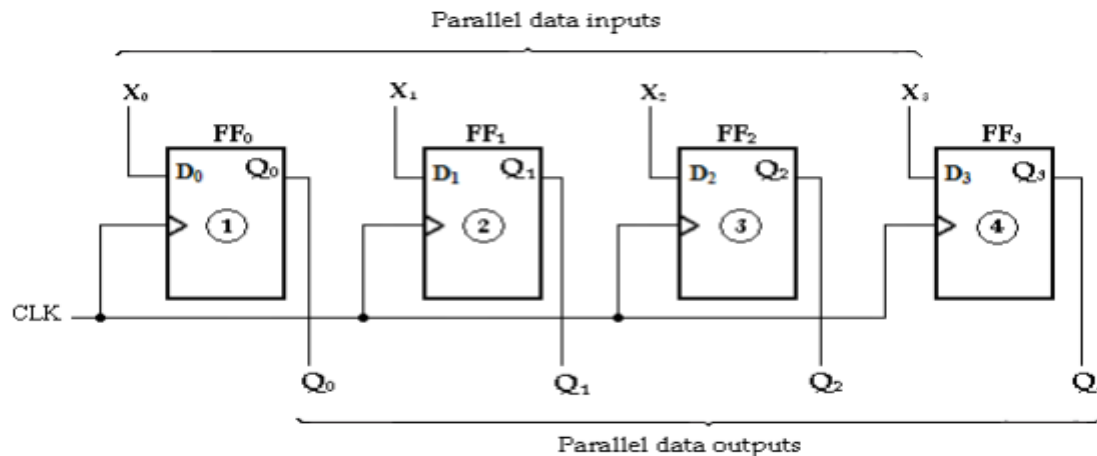 Parallel data inputs
X₀ X₁ X₂ X₃
FF₀ FF₁ FF₂ FF₃
D₀ Q₀ D₁ Q₁ D₂ Q₂ D₃ Q₃
1 2 3 4
CLK
Q₀ Q₁ Q₂ Q
Parallel data outputs